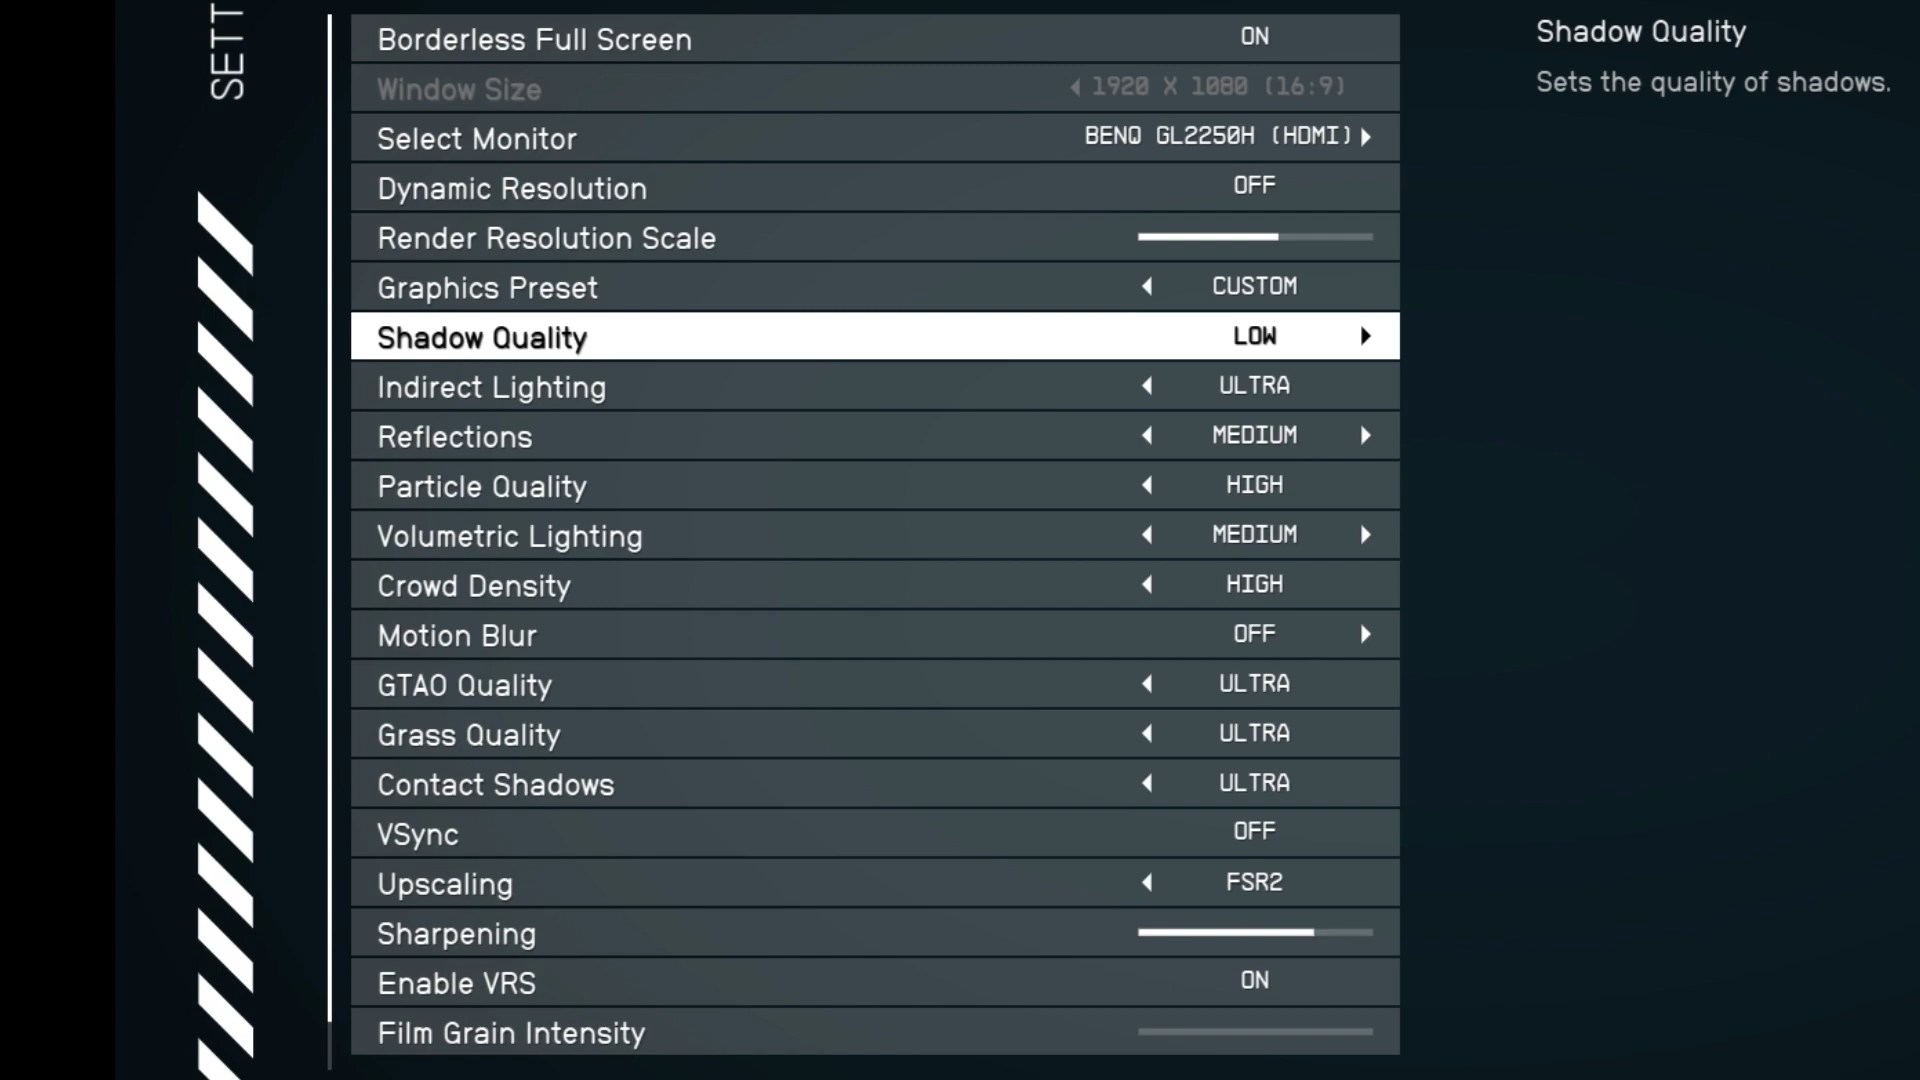 SETT
Borderless Full Screen ON
Window Size 1920 X 1080 (16:9)
Select Monitor BENQ GL2250H (HDMI)
Dynamic Resolution OFF
Render Resolution Scale
Graphics Preset CUSTOM
Shadow Quality LOW
Indirect Lighting ULTRA
Reflections MEDIUM
Particle Quality HIGH
Volumetric Lighting MEDIUM
Crowd Density HIGH
Motion Blur OFF
GTAO Quality ULTRA
Grass Quality ULTRA
Contact Shadows ULTRA
VSync OFF
Upscaling FSR2
Sharpening
Enable VRS ON
Film Grain Intensity
Shadow Quality
Sets the quality of shadows.